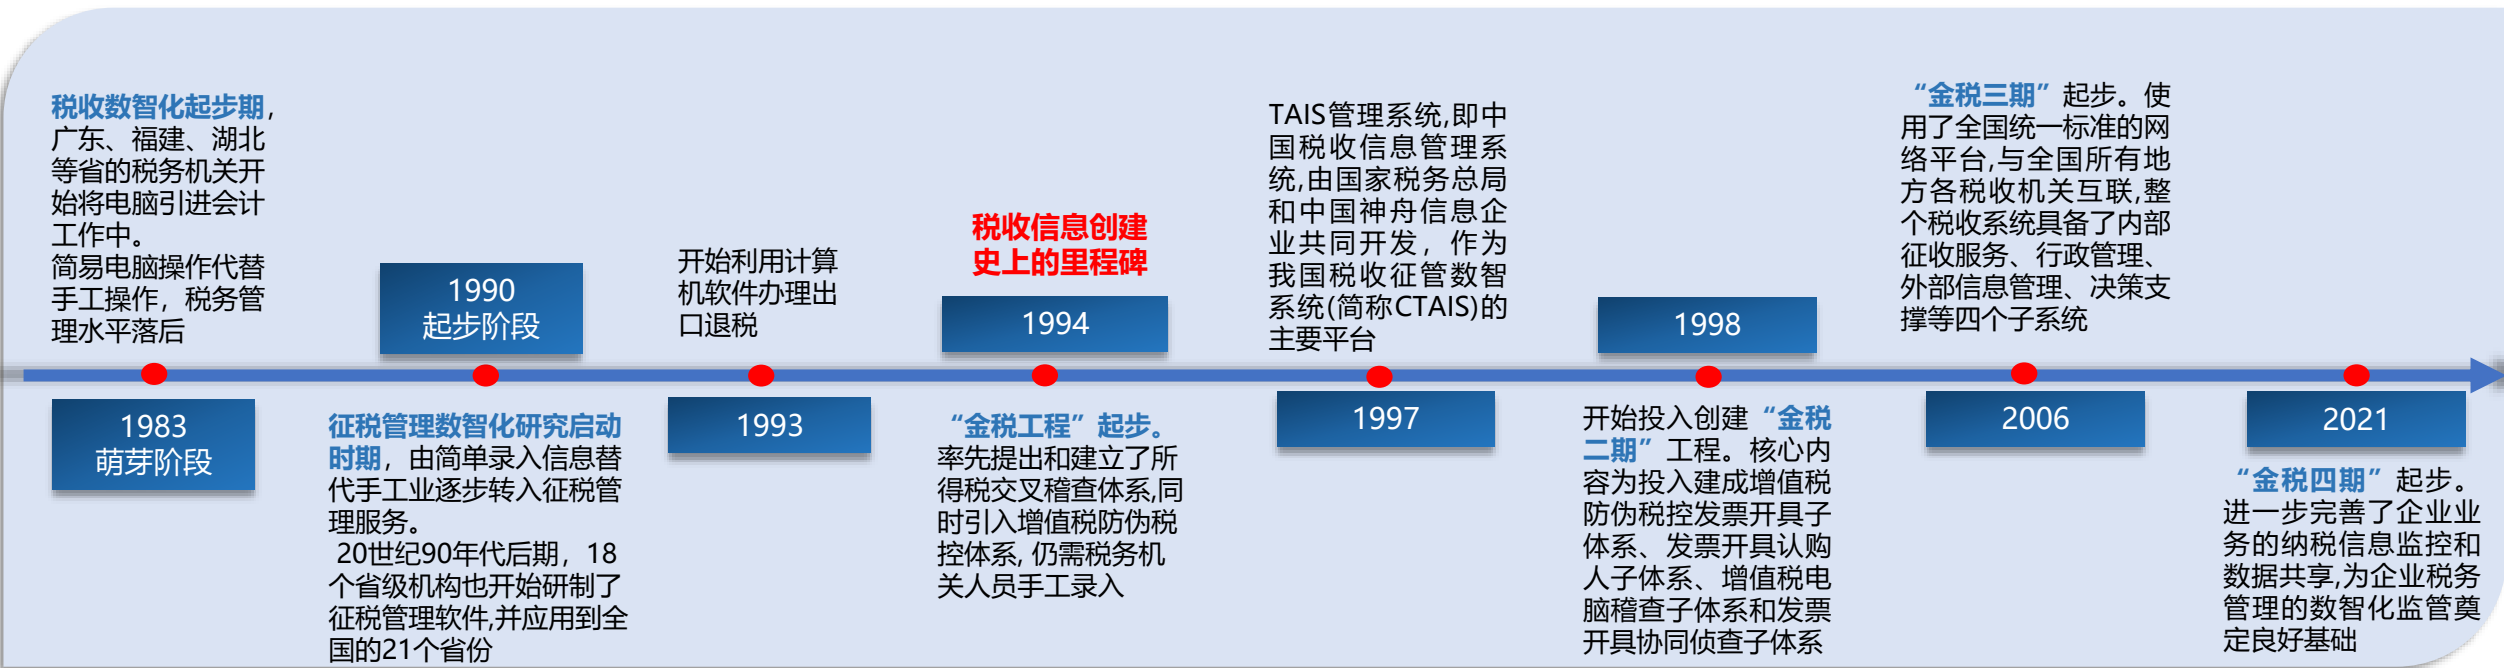 税收数智化起步期，
广东、福建、湖北
等省的税务机关开
始将电脑引进会计
工作中。
简易电脑操作代替
手工操作，税务管
理水平落后
1983
萌芽阶段
1990
起步阶段
征税管理数智化研究启动
时期，由简单录入信息替
代手工业逐步转入征税管
理服务。
20世纪90年代后期，18
个省级机构也开始研制了
征税管理软件,并应用到全
国的21个省份
开始利用计算
机软件办理出
口退税
1993
税收信息创建
史上的里程碑
1994
“金税工程”起步。
率先提出和建立了所
得税交叉稽查体系,同
时引入增值税防伪税
控体系, 仍需税务机
关人员手工录入
TAIS管理系统,即中
国税收信息管理系
统,由国家税务总局
和中国神舟信息企
业共同开发，作为
我国税收征管数智
系统(简称CTAIS)的
主要平台
1997
1998
开始投入创建“金税
二期”工程。核心内
容为投入建成增值税
防伪税控发票开具子
体系、发票开具认购
人子体系、增值税电
脑稽查子体系和发票
开具协同侦查子体系
“金税三期”起步。使
用了全国统一标准的网
络平台,与全国所有地
方各税收机关互联,整
个税收系统具备了内部
征收服务、行政管理、
外部信息管理、决策支
撑等四个子系统
2006
2021
“金税四期”起步。
进一步完善了企业业
务的纳税信息监控和
数据共享,为企业税务
管理的数智化监管奠
定良好基础